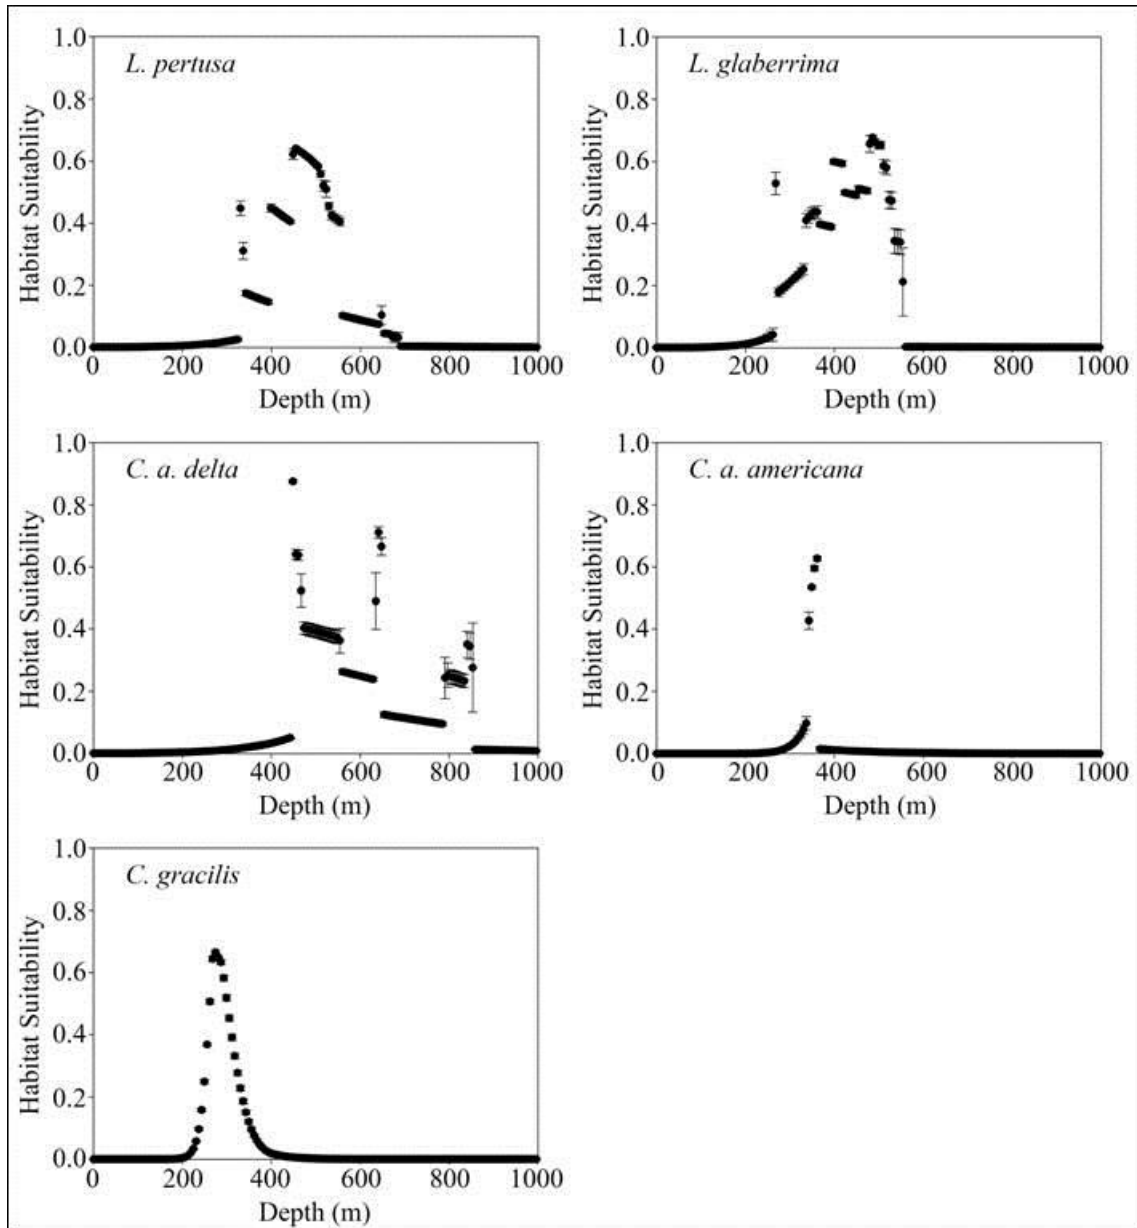 L. pertusa
1.0
0.8
0.6
0.4
0.2
0.0
Habitat Suitability
0 200 400 600 800 1000
Depth (m)
L. glaberrima
1.0
0.8
0.6
0.4
0.2
0.0
Habitat Suitability
0 200 400 600 800 1000
Depth (m)
C. a. delta
1.0
0.8
0.6
0.4
0.2
0.0
Habitat Suitability
0 200 400 600 800 1000
Depth (m)
C. a. americana
1.0
0.8
0.6
0.4
0.2
0.0
Habitat Suitability
0 200 400 600 800 1000
Depth (m)
C. gracilis
1.0
0.8
0.6
0.4
0.2
0.0
Habitat Suitability
0 200 400 600 800 1000
Depth (m)